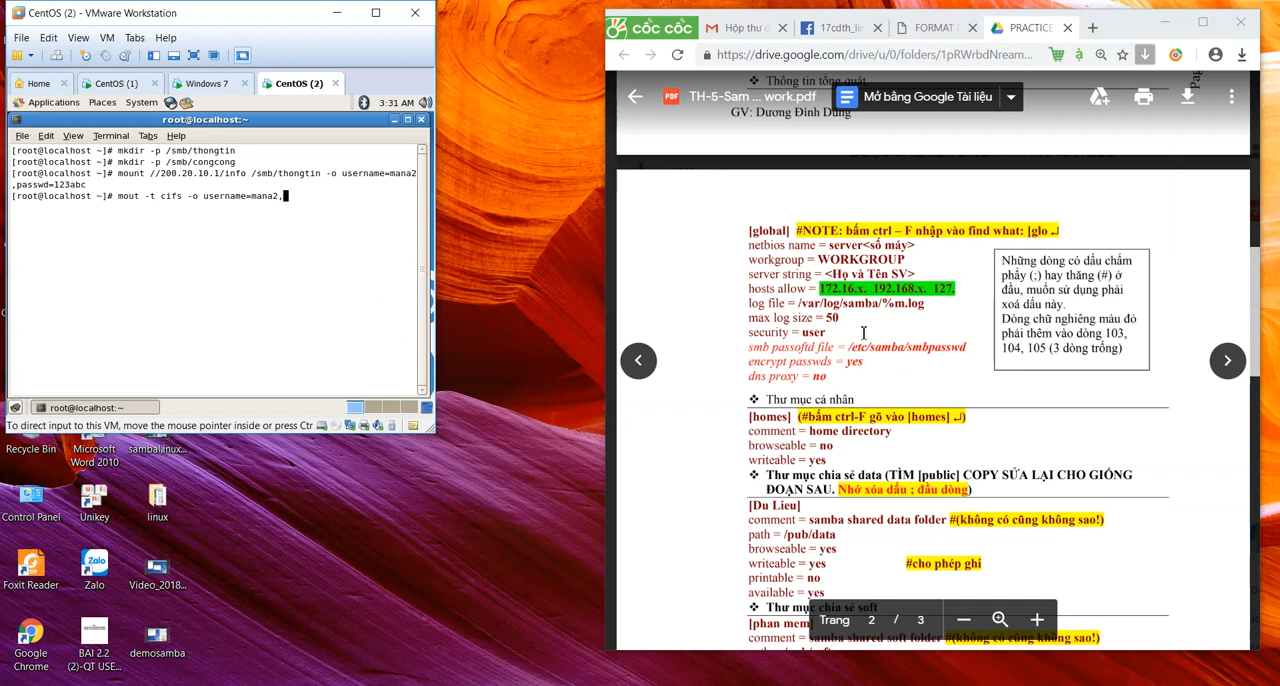 CentOS (2) - VMware Workstation
File Edit View VM Tabs Help
Home CentOS (1) Windows 7 CentOS (2)
Applications Places System 3:31 AM
root@localhost:~
File Edit View Terminal Tabs Help
[root@localhost ~]# mkdir -p /smb/thongtin
[root@localhost ~]# mkdir -p /smb/congcong
[root@localhost ~]# mount //200.20.10.1/info /smb/thongtin -o username=mana2
,passwd=123abc
[root@localhost ~]# mout -t cifs -o username=mana2,
root@localhost:~
To direct input to this VM, move the mouse pointer inside or press Ctr
Recycle Bin
Microsoft Word 2010
sambaLinux...
Control Panel
Unikey
linux
Foxit Reader
Zalo
Video_2018...
Google Chrome
BAI 2.2 (2)-QT USE...
demosamba
cốc cốc
Hộp thư đ
17cdth_lin
FORMAT D
PRACTICE
https://drive.google.com/drive/u/0/folders/1pRWrbdNream...
Thông tin tổng quát
TH-5-Sam ... work.pdf
PDF
Mở bằng Google Tài liệu
GV: Dương Đình Dũng
Pag
[global] #NOTE: bấm ctrl – F nhập vào find what: [glo ↵
netbios name = server<số máy>
workgroup = WORKGROUP
server string = <Họ và Tên SV>
hosts allow = 172.16.x. 192.168.x. 127.
log file = /var/log/samba/%m.log
max log size = 50
security = user
smb passoftd file = /etc/samba/smbpasswd
encrypt passwds = yes
dns proxy = no
Những dòng có dấu chấm
phẩy (;) hay thăng (#) ở
đầu, muốn sử dụng phải
xoá dấu này.
Dòng chữ nghiêng màu đỏ
phải thêm vào dòng 103,
104, 105 (3 dòng trống)
❖ Thư mục cá nhân
[homes] (#bấm ctrl-F gõ vào [homes] ↵)
comment = home directory
browseable = no
writeable = yes
❖ Thư mục chia sẻ data (TÌM [public] COPY SỬA LẠI CHO GIỐNG
ĐOẠN SAU. Nhớ xóa dấu ; đầu dòng)
[Du Lieu]
comment = samba shared data folder #(không có cũng không sao!)
path = /pub/data
browseable = yes
writeable = yes #cho phép ghi
printable = no
available = yes
❖ Thư mục chia sẻ soft
[phan mem]
comment = samba shared soft folder #(không có cũng không sao!)
Trang 2 / 3